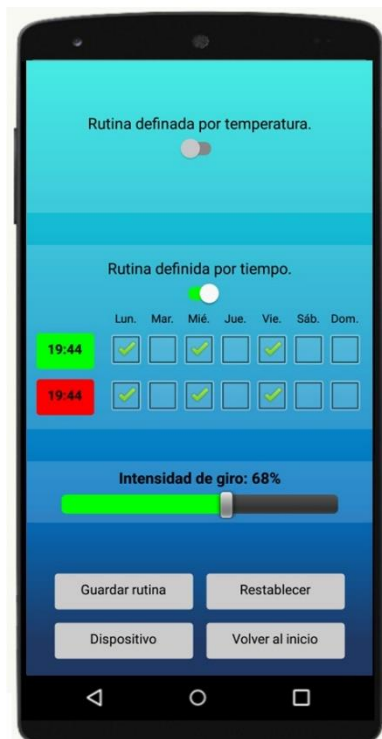 Rutina definada por temperatura.
Rutina definida por tiempo.
Lun. Mar. Mié. Jue. Vie. Sáb. Dom.
19:44
19:44
Intensidad de giro: 68%
Guardar rutina Restablecer
Dispositivo Volver al inicio